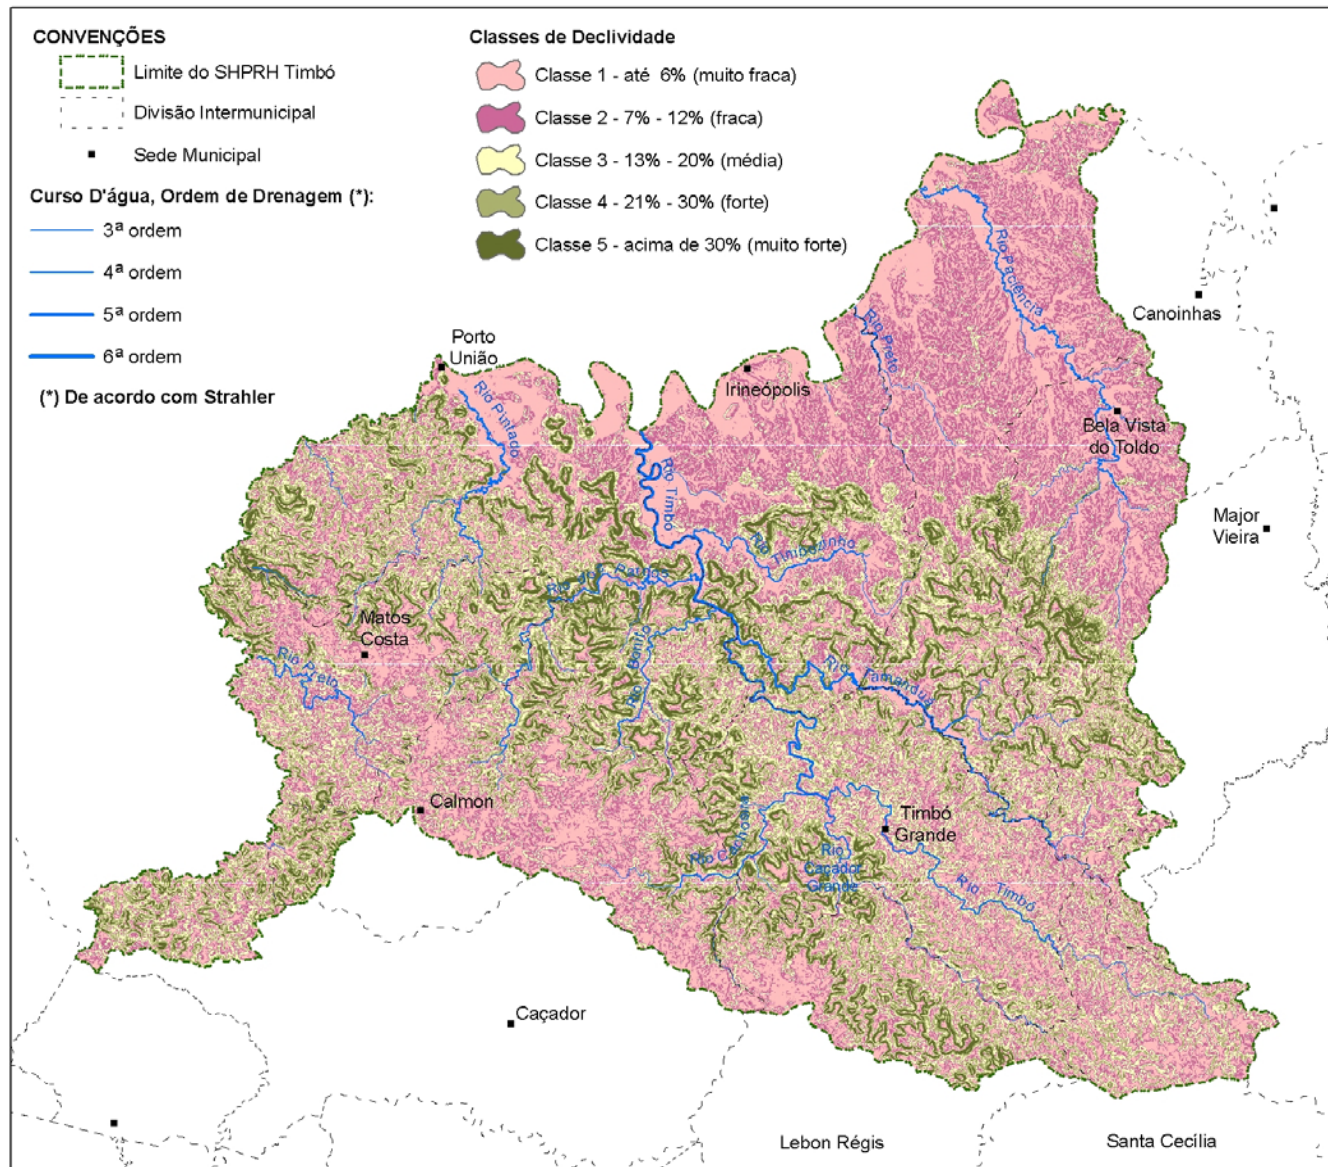 CONVENÇÕES
Limite do SHPRH Timbó
Divisão Intermunicipal
Sede Municipal
Curso D'água, Ordem de Drenagem (*):
3ª ordem
4ª ordem
5ª ordem
6ª ordem
(*) De acordo com Strahler
Classes de Declividade
Classe 1 - até 6% (muito fraca)
Classe 2 - 7% - 12% (fraca)
Classe 3 - 13% - 20% (média)
Classe 4 - 21% - 30% (forte)
Classe 5 - acima de 30% (muito forte)
Rio Paciência
Canoinhas
Rio Preto
Porto
União
Irineópolis
Rio Pintado
Bela Vista
do Toldo
Rio Timbó
Major
Vieira
Rio Timbozinho
Rio
Patos
Matos
Costa
Rio Bonito
Rio Preto
Rio Tamanduá
Calmon
Timbó
Grande
Rio
Rio
Caçador
Grande
Rio Timbó
Caçador
Lebon Régis
Santa Cecília